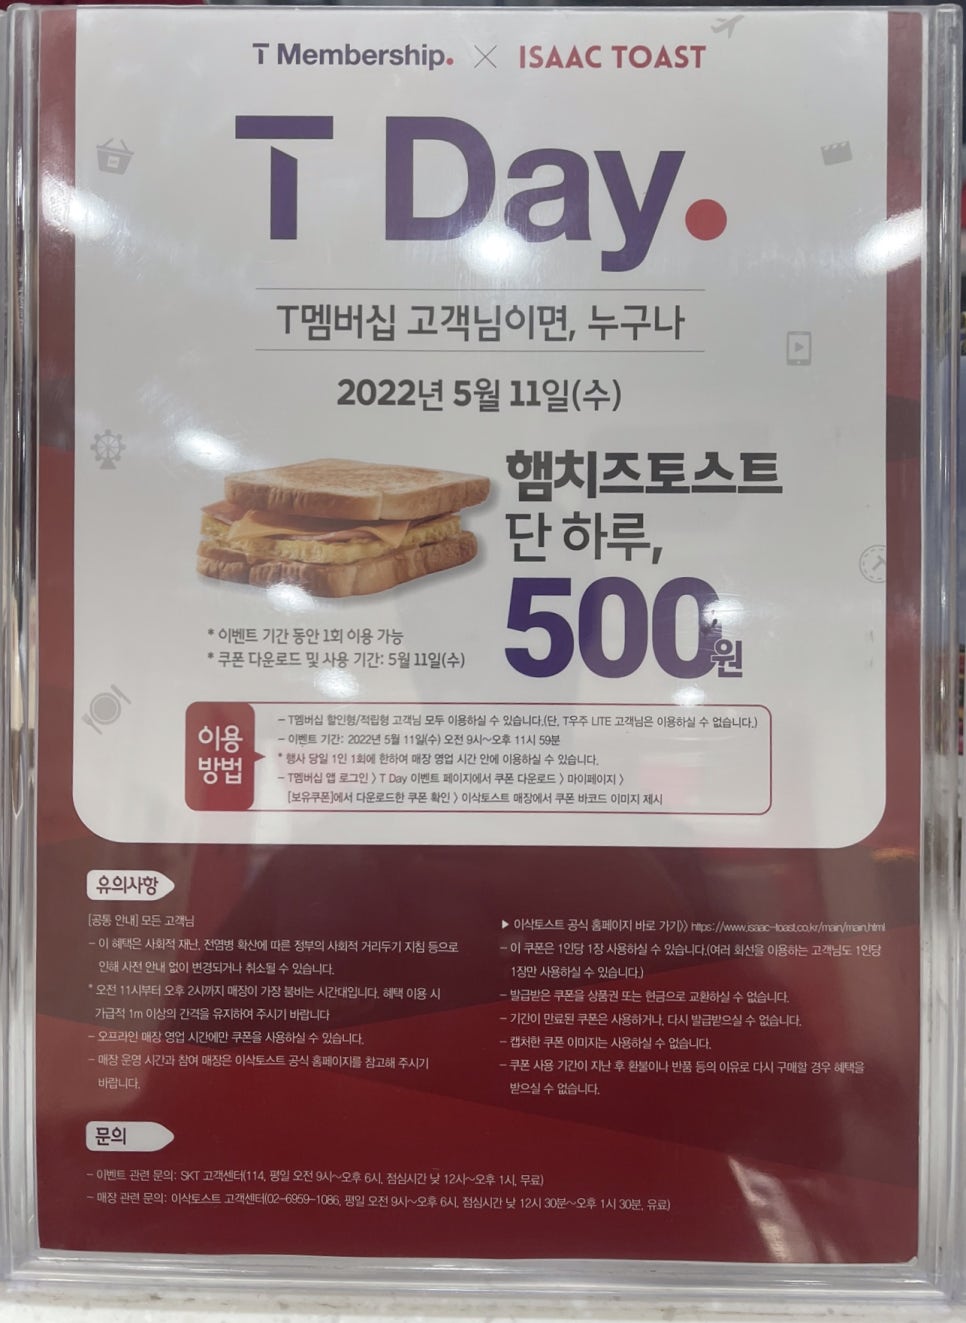 T Membership. × ISAAC TOAST
T Day.
T멤버십 고객님이면, 누구나
2022년 5월 11일(수)
햄치즈토스트
단 하루,
500원
* 이벤트 기간 동안 1회 이용 가능
* 쿠폰 다운로드 및 사용 기간: 5월 11일(수)
이용
방법
- T멤버십 할인형/적립형 고객님 모두 이용하실 수 있습니다.(단, T우주 LITE 고객님은 이용하실 수 없습니다.)
- 이벤트 기간: 2022년 5월 11일(수) 오전 9시~오후 11시 59분
* 행사 당일 1인 1회에 한하여 매장 영업 시간 안에 이용하실 수 있습니다.
- T멤버십 앱 로그인 > T Day 이벤트 페이지에서 쿠폰 다운로드 > 마이페이지 >
[보유쿠폰]에서 다운로드한 쿠폰 확인 > 이삭토스트 매장에서 쿠폰 바코드 이미지 제시
유의사항
[공통 안내] 모든 고객님
- 이 혜택은 사회적 재난, 전염병 확산에 따른 정부의 사회적 거리두기 지침 등으로
인해 사전 안내 없이 변경되거나 취소될 수 있습니다.
* 오전 11시부터 오후 2시까지 매장이 가장 붐비는 시간대입니다. 혜택 이용 시
가급적 1m 이상의 간격을 유지하여 주시기 바랍니다
- 오프라인 매장 영업 시간에만 쿠폰을 사용하실 수 있습니다.
- 매장 운영 시간과 참여 매장은 이삭토스트 공식 홈페이지를 참고해 주시기
바랍니다.
▶ 이삭토스트 공식 홈페이지 바로 가기》 https://www.isaac-toast.co.kr/main/main.html
- 이 쿠폰은 1인당 1장 사용하실 수 있습니다.(여러 회선을 이용하는 고객님도 1인당
1장만 사용하실 수 있습니다.)
- 발급받은 쿠폰을 상품권 또는 현금으로 교환하실 수 없습니다.
- 기간이 만료된 쿠폰은 사용하거나, 다시 발급받으실 수 없습니다.
- 캡처한 쿠폰 이미지는 사용하실 수 없습니다.
- 쿠폰 사용 기간이 지난 후 환불이나 반품 등의 이유로 다시 구매할 경우 혜택을
받으실 수 없습니다.
문의
- 이벤트 관련 문의: SKT 고객센터(114, 평일 오전 9시~오후 6시, 점심시간 낮 12시~오후 1시, 무료)
- 매장 관련 문의: 이삭토스트 고객센터(02-6959-1086, 평일 오전 9시~오후 6시, 점심시간 낮 12시 30분~오후 1시 30분, 유료)